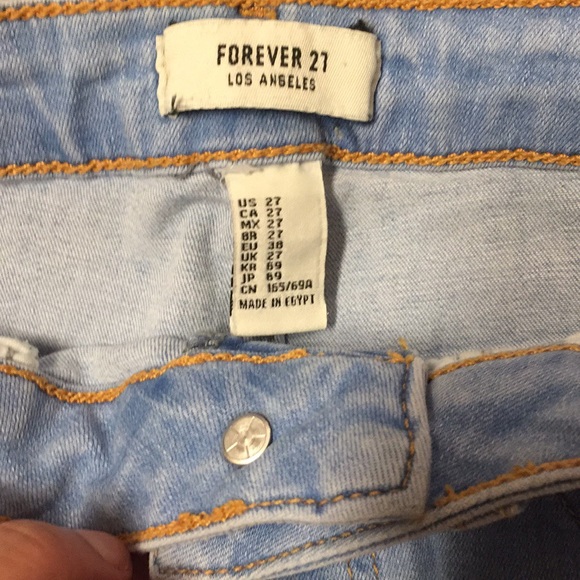 FOREVER 21
LOS ANGELES
US 27
CA 27
MX 27
BR 27
EU 38
UK 27
KR 69
JP 69
CN 165/69A
MADE IN EGYPT